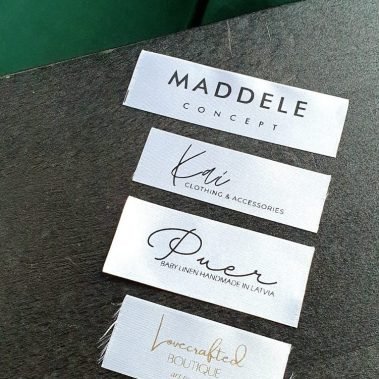 MADDELE
CONCEPT
Kai
CLOTHING & ACCESSORIES
Puer
BABY LINEN HANDMADE IN LATVIA
Lovecrafted
BOUTIQUE